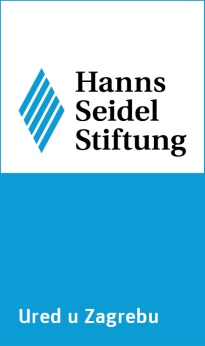 Hanns
Seidel
Stiftung
Ured u Zagrebu